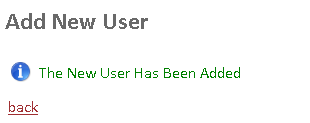 Add New User
The New User Has Been Added
back